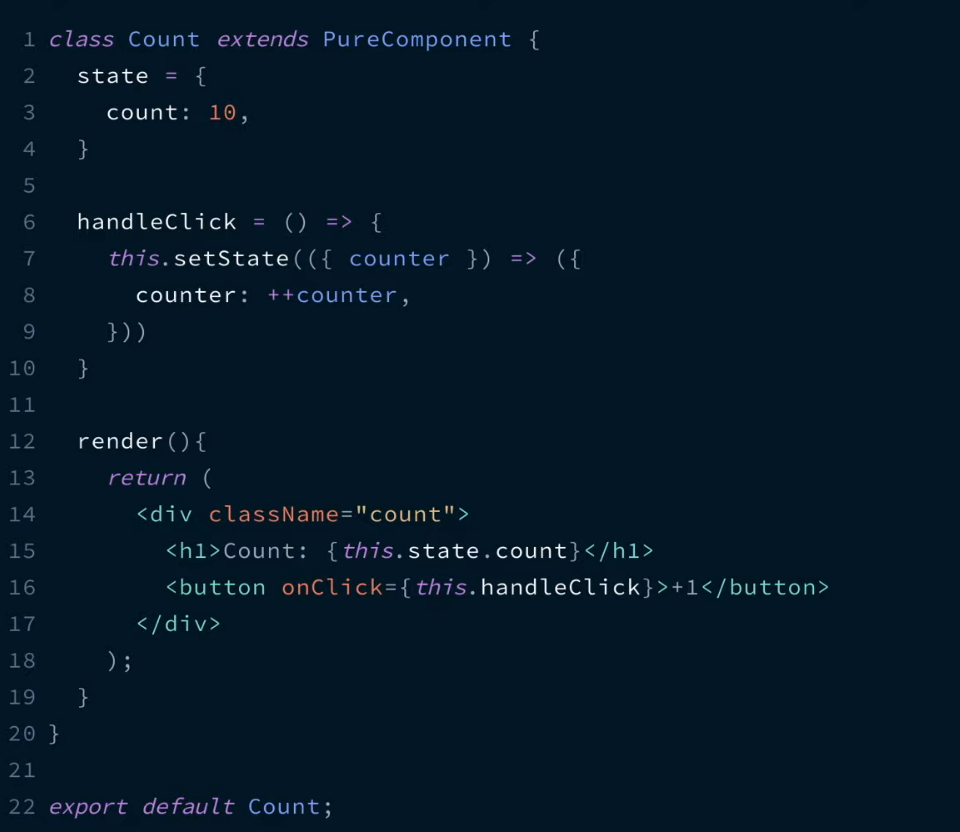 1 class Count extends PureComponent {
2   state = {
3     count: 10,
4   }
5
6   handleClick = () => {
7     this.setState(({ counter }) => ({
8       counter: ++counter,
9     }))
10   }
11
12   render(){
13     return (
14       <div className="count">
15         <h1>Count: {this.state.count}</h1>
16         <button onClick={this.handleClick}>+1</button>
17       </div>
18     );
19   }
20 }
21
22 export default Count;